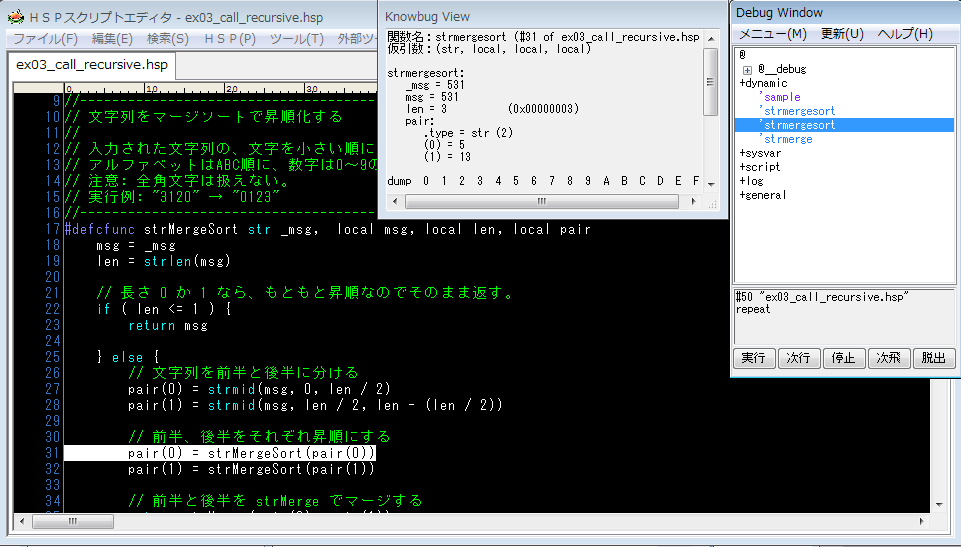 ＨＳＰスクリプトエディタ - ex03_call_recursive.hsp
ファイル(F) 編集(E) 検索(S) ＨＳＰ(P) ツール(T) 外部ツー
ex03_call_recursive.hsp
0 1,0 2,0 3,0
9 //---------------------------------------
10 // 文字列をマージソートで昇順化する
11 //
12 // 入力された文字列の、文字を小さい順に
13 // アルファベットはABC順に、数字は0～9の
14 // 注意: 全角文字は扱えない。
15 // 実行例: "3120" → "0123"
16 //---------------------------------------
17 #defcfunc strMergeSort str _msg, local msg, local len, local pair
18 msg = _msg
19 len = strlen(msg)
20
21 // 長さ 0 か 1 なら、もともと昇順なのでそのまま返す。
22 if ( len <= 1 ) {
23 return msg
24
25 } else {
26 // 文字列を前半と後半に分ける
27 pair(0) = strmid(msg, 0, len / 2)
28 pair(1) = strmid(msg, len / 2, len - (len / 2))
29
30 // 前半、後半をそれぞれ昇順にする
31 pair(0) = strMergeSort(pair(0))
32 pair(1) = strMergeSort(pair(1))
33
34 // 前半と後半を strMerge でマージする
Knowbug View
関数名：strmergesort (#31 of ex03_call_recursive.hsp
仮引数：(str, local, local, local)
strmergesort:
_msg = 531
msg = 531
len = 3 (0x00000003)
pair:
.type = str (2)
(0) = 5
(1) = 13
dump 0 1 2 3 4 5 6 7 8 9 A B C D E F
Debug Window
メニュー(M) 更新(U) ヘルプ(H)
@
@__debug
+dynamic
'sample
'strmergesort
'strmergesort
'strmerge
+sysvar
+script
+log
+general
#50 "ex03_call_recursive.hsp"
repeat
実行 次行 停止 次飛 脱出